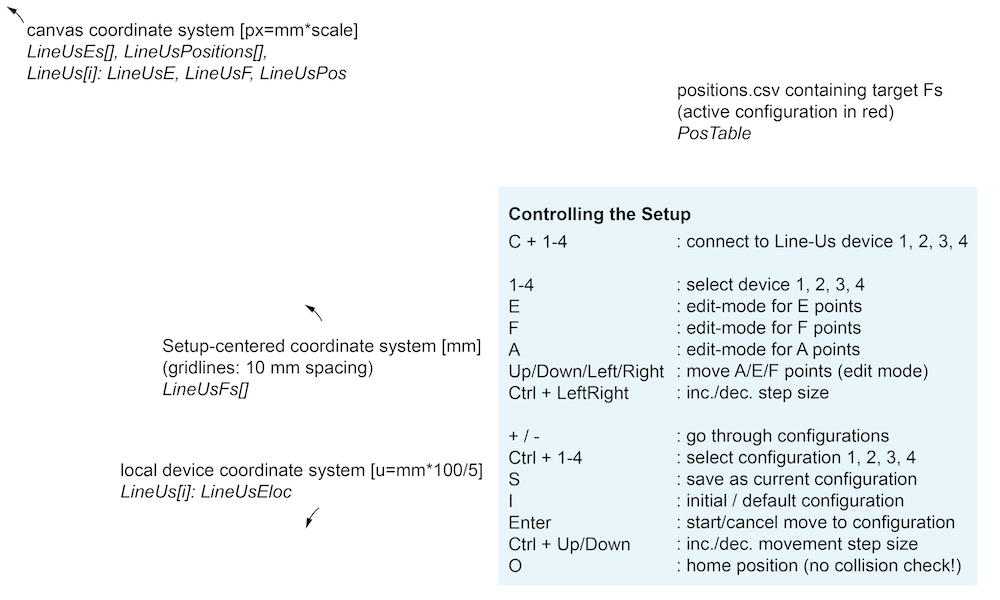 canvas coordinate system [px=mm*scale]
LineUsEs[], LineUsPositions[],
LineUs[i]: LineUsE, LineUsF, LineUsPos
positions.csv containing target Fs
(active configuration in red)
PosTable
Setup-centered coordinate system [mm]
(gridlines: 10 mm spacing)
LineUsFs[]
local device coordinate system [u=mm*100/5]
LineUs[i]: LineUsEloc
Controlling the Setup
C + 1-4 : connect to Line-Us device 1, 2, 3, 4
1-4 : select device 1, 2, 3, 4
E : edit-mode for E points
F : edit-mode for F points
A : edit-mode for A points
Up/Down/Left/Right : move A/E/F points (edit mode)
Ctrl + LeftRight : inc./dec. step size
+ / - : go through configurations
Ctrl + 1-4 : select configuration 1, 2, 3, 4
S : save as current configuration
I : initial / default configuration
Enter : start/cancel move to configuration
Ctrl + Up/Down : inc./dec. movement step size
O : home position (no collision check!)